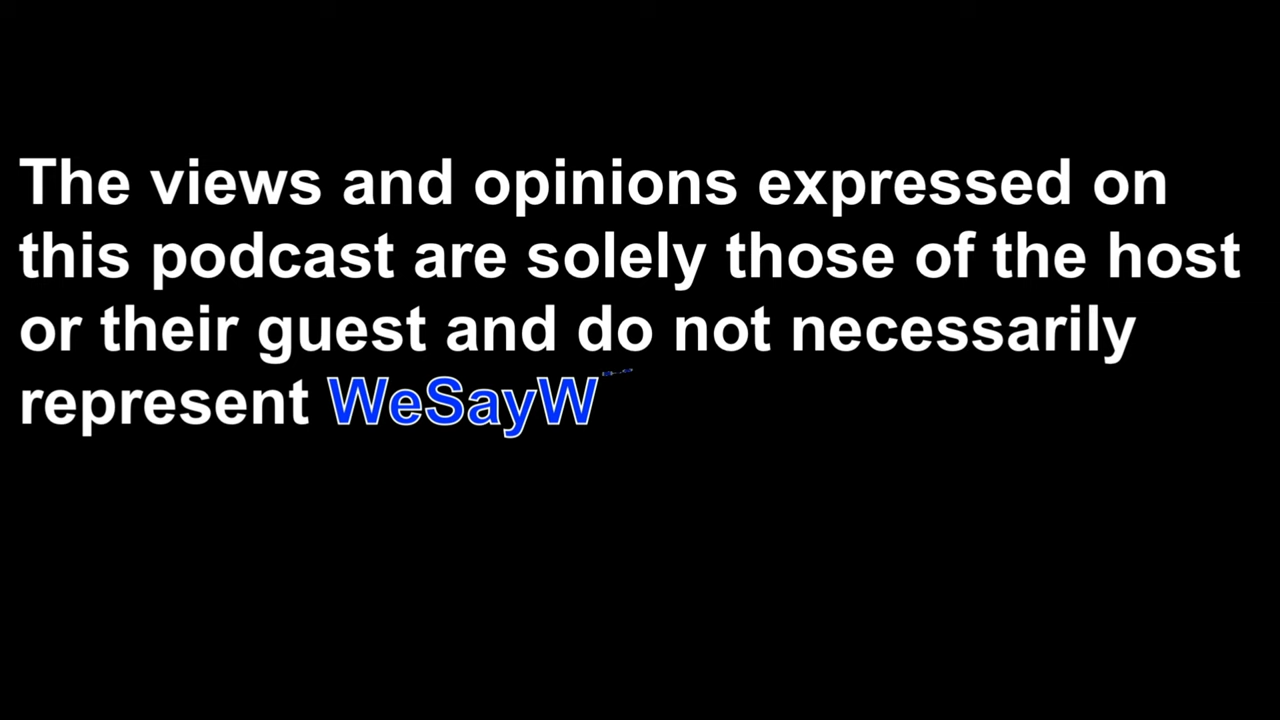 The views and opinions expressed on
this podcast are solely those of the host
or their guest and do not necessarily
represent WeSayW